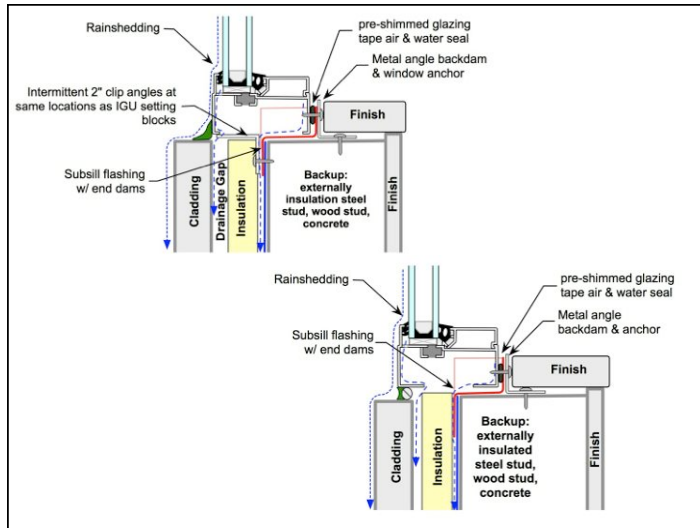 Rainshedding
pre-shimmed glazing
tape air & water seal
Metal angle backdam
& window anchor
Intermittent 2" clip angles at
same locations as IGU setting
blocks
Finish
Subsill flashing
w/ end dams
Cladding
Drainage Gap
Insulation
Backup:
externally
insulation steel
stud, wood stud,
concrete
Finish
Rainshedding
pre-shimmed glazing
tape air & water seal
Subsill flashing
w/ end dams
Metal angle
backdam & anchor
Finish
Cladding
Insulation
Backup:
externally
insulated
steel stud,
wood stud,
concrete
Finish